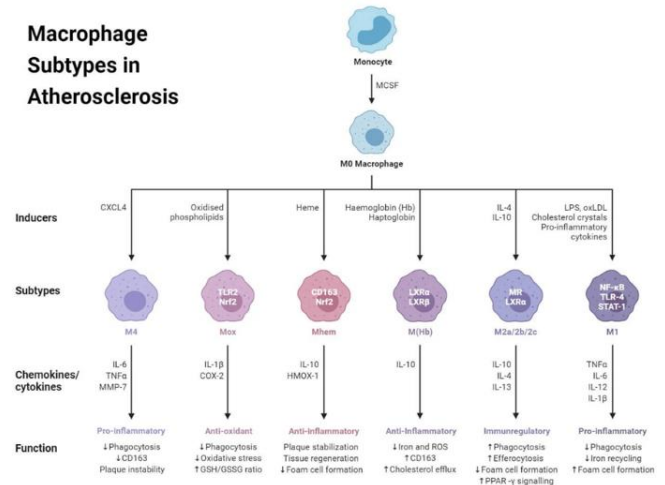 Macrophage
Subtypes in
Atherosclerosis
Monocyte
MCSF
M0 Macrophage
Inducers
CXCL4
Oxidised
phospholipids
Heme
Haemoglobin (Hb)
Haptoglobin
IL-4
IL-10
LPS, oxLDL
Cholesterol crystals
Pro-inflammatory
cytokines
Subtypes
TLR2
Nrf2
CD163
Nrf2
LXRα
LXRβ
MR
LXRα
NF-κB
TLR-4
STAT-1
M4
Mox
Mhem
M(Hb)
M2a/2b/2c
M1
Chemokines/
cytokines
IL-6
TNFα
MMP-7
IL-1β
COX-2
IL-10
HMOX-1
IL-10
IL-10
IL-4
IL-13
TNFα
IL-6
IL-12
IL-1β
Function
Pro-inflammatory
↓Phagocytosis
↓CD163
Plaque instability
Anti-oxidant
↓Phagocytosis
↓Oxidative stress
↑GSH/GSSG ratio
Anti-Inflammatory
Plaque stabilization
Tissue regeneration
↓Foam cell formation
Anti-Inflammatory
↓Iron and ROS
↑CD163
↑Cholesterol efflux
Immunregulatory
↑Phagocytosis
↑Efferocytosis
↓Foam cell formation
↑PPAR-γ signalling
Pro-inflammatory
↓Phagocytosis
↓Iron recycling
↑Foam cell formation